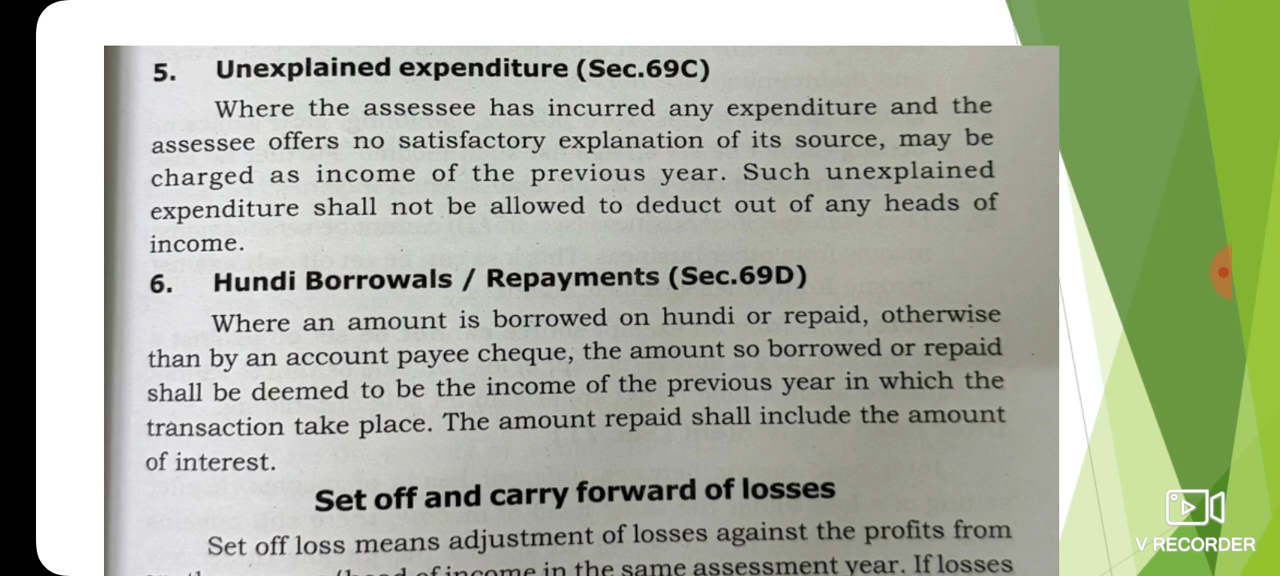 5. Unexplained expenditure (Sec.69C)
Where the assessee has incurred any expenditure and the
assessee offers no satisfactory explanation of its source, may be
charged as income of the previous year. Such unexplained
expenditure shall not be allowed to deduct out of any heads of
income.
6. Hundi Borrowals / Repayments (Sec.69D)
Where an amount is borrowed on hundi or repaid, otherwise
than by an account payee cheque, the amount so borrowed or repaid
shall be deemed to be the income of the previous year in which the
transaction take place. The amount repaid shall include the amount
of interest.
Set off and carry forward of losses
Set off loss means adjustment of losses against the profits from
of income in the same assessment year. If losses
V RECORDER